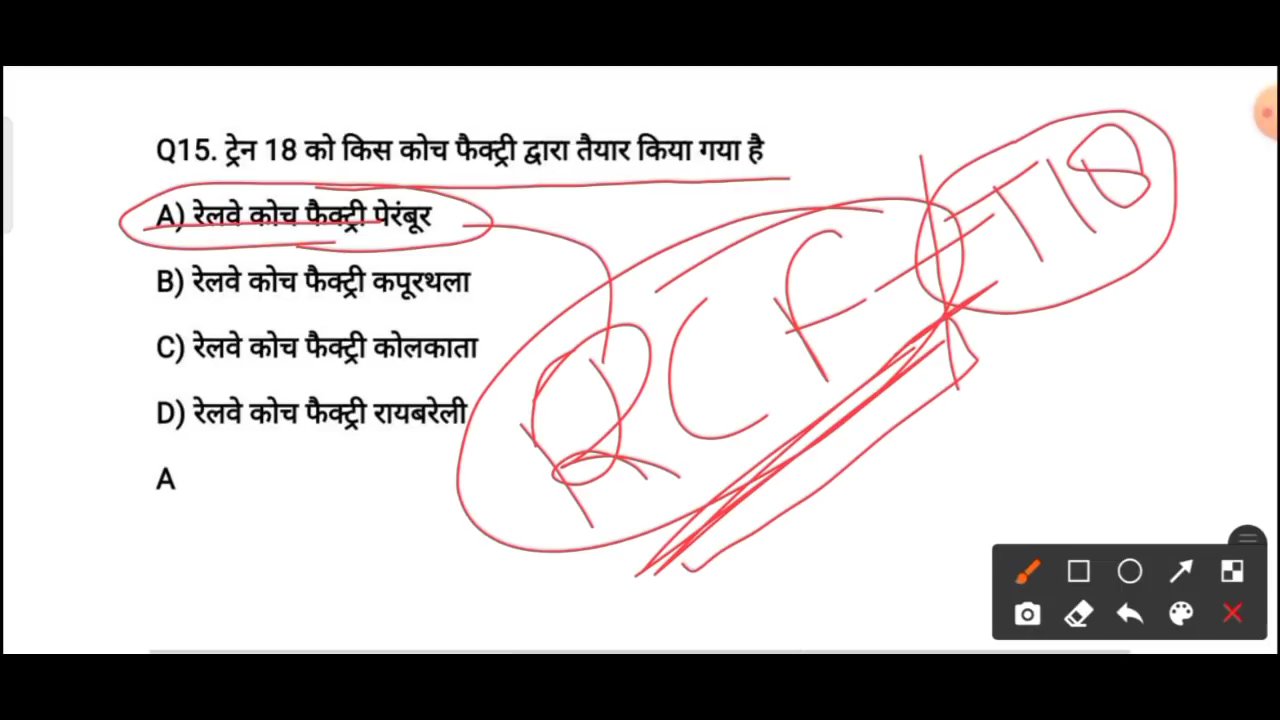 Q15. ट्रेन 18 को किस कोच फैक्ट्री द्वारा तैयार किया गया है
A) रेलवे कोच फैक्ट्री पेरंबूर
B) रेलवे कोच फैक्ट्री कपूरथला
C) रेलवे कोच फैक्ट्री कोलकाता
D) रेलवे कोच फैक्ट्री रायबरेली
A
RCF-T18